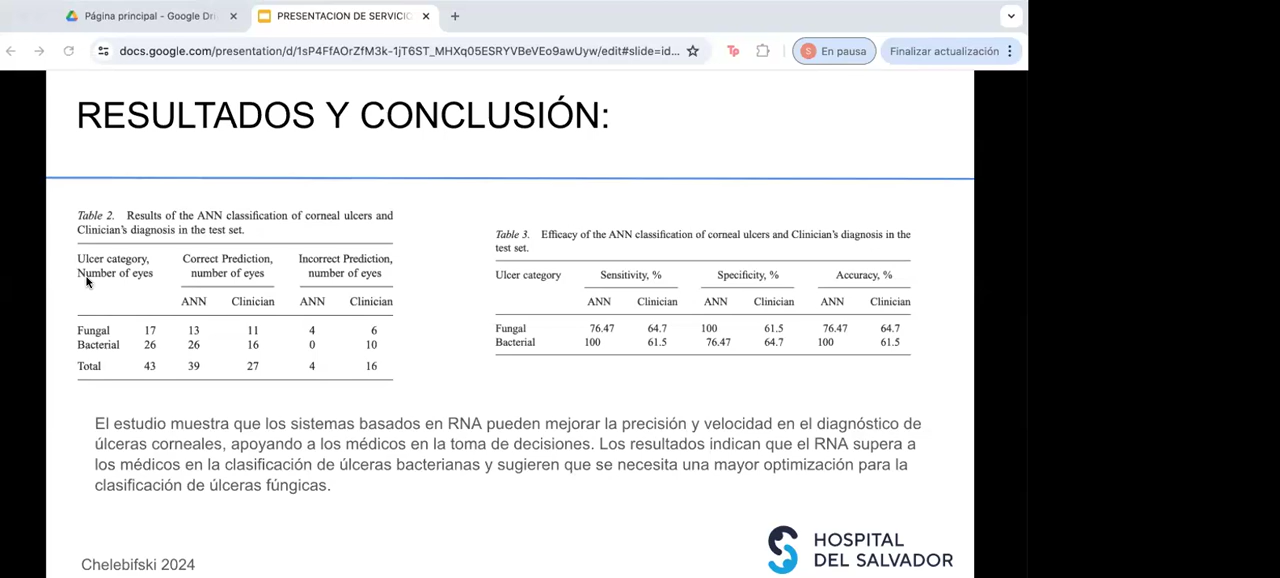 Página principal - Google Dri
PRESENTACION DE SERVICIO
docs.google.com/presentation/d/1sP4FfAOrZfM3k-1jT6ST_MHXq05ESRYVBeVEo9awUyw/edit#slide=id...
Tp
S En pausa
Finalizar actualización
RESULTADOS Y CONCLUSIÓN:
Table 2. Results of the ANN classification of corneal ulcers and
Clinician's diagnosis in the test set.
Ulcer category, Correct Prediction, Incorrect Prediction,
Number of eyes number of eyes number of eyes
ANN Clinician ANN Clinician
Fungal 17 13 11 4 6
Bacterial 26 26 16 0 10
Total 43 39 27 4 16
Table 3. Efficacy of the ANN classification of corneal ulcers and Clinician's diagnosis in the
test set.
Ulcer category Sensitivity, % Specificity, % Accuracy, %
ANN Clinician ANN Clinician ANN Clinician
Fungal 76.47 64.7 100 61.5 76.47 64.7
Bacterial 100 61.5 76.47 64.7 100 61.5
El estudio muestra que los sistemas basados en RNA pueden mejorar la precisión y velocidad en el diagnóstico de
úlceras corneales, apoyando a los médicos en la toma de decisiones. Los resultados indican que el RNA supera a
los médicos en la clasificación de úlceras bacterianas y sugieren que se necesita una mayor optimización para la
clasificación de úlceras fúngicas.
Chelebifski 2024
HOSPITAL
DEL SALVADOR